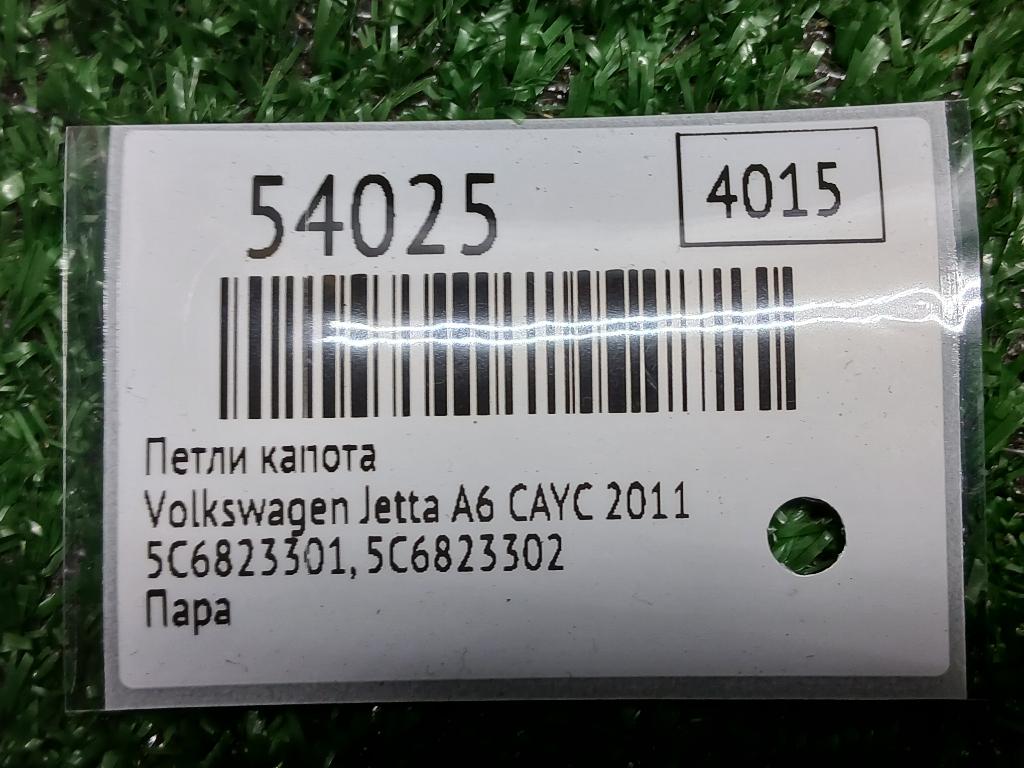 54025
4015
Петли капота
Volkswagen Jetta A6 CAYC 2011
5C6823301, 5C6823302
Пара